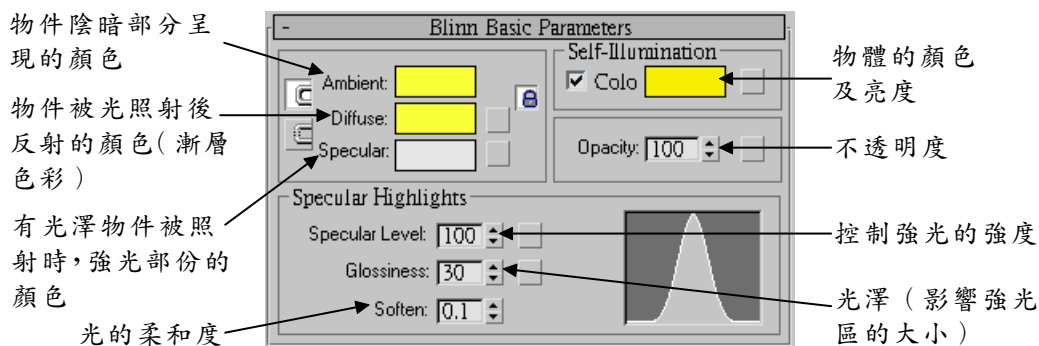 物件陰暗部分呈
現的顏色
物件被光照射後
反射的顏色(漸層
色彩)
有光澤物件被照
射時,強光部份的
顏色
光的柔和度
- Blinn Basic Parameters
Ambient:
Diffuse:
Specular:
Self-Illumination
Colo
Opacity: 100
Specular Highlights
Specular Level: 100
Glossiness: 30
Soften: 0.1
物體的顏色
及亮度
不透明度
控制強光的強度
光澤(影響強光
區的大小)